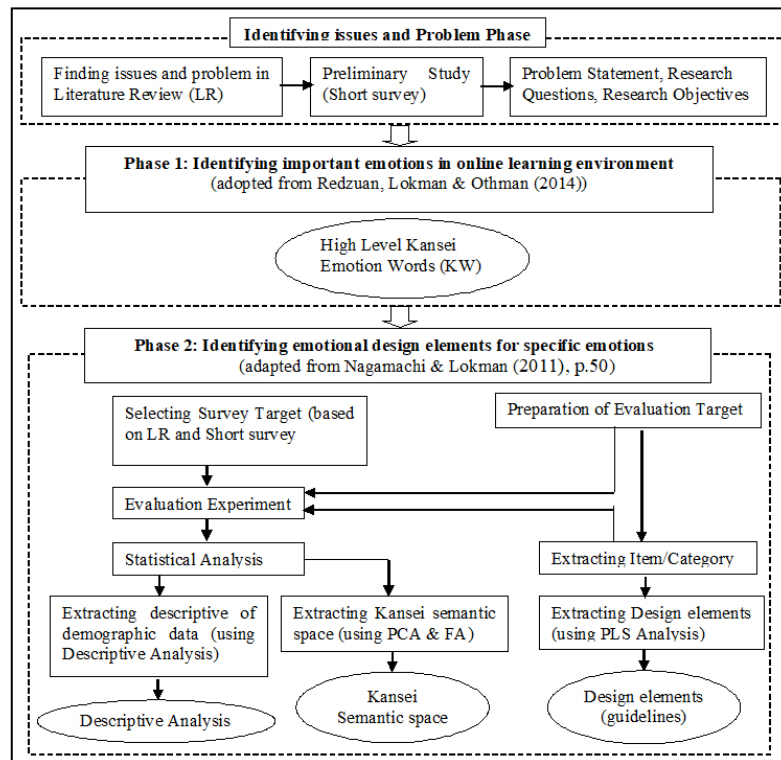 Identifving issues and Problem Phase
Finding issues and problem in
Literature Review (LR)
Preliminary Study
(Short survey)
Problem Statement, Research
Questions, Research Objectives
Phase 1: Identifying important emotions in online learning environment
(adopted from Redzuan, Lokman & Othman (2014))
High Level Kansei
Emotion Words (KW)
Phase 2: Identifying emotional design elements for specific emotions
(adapted from Nagamachi & Lokman (2011), p.50)
Selecting Survey Target (based
on LR and Short survey
Preparation of Evaluation Target
Evaluation Experiment
Statistical Analysis
Extracting Item/Category
Extracting descriptive of
demographic data (using
Descriptive Analysis)
Extracting Kansei semantic
space (using PCA & FA)
Extracting Design elements
(using PLS Analysis)
Descriptive Analysis
Kansei
Semantic space
Design elements
(guidelines)